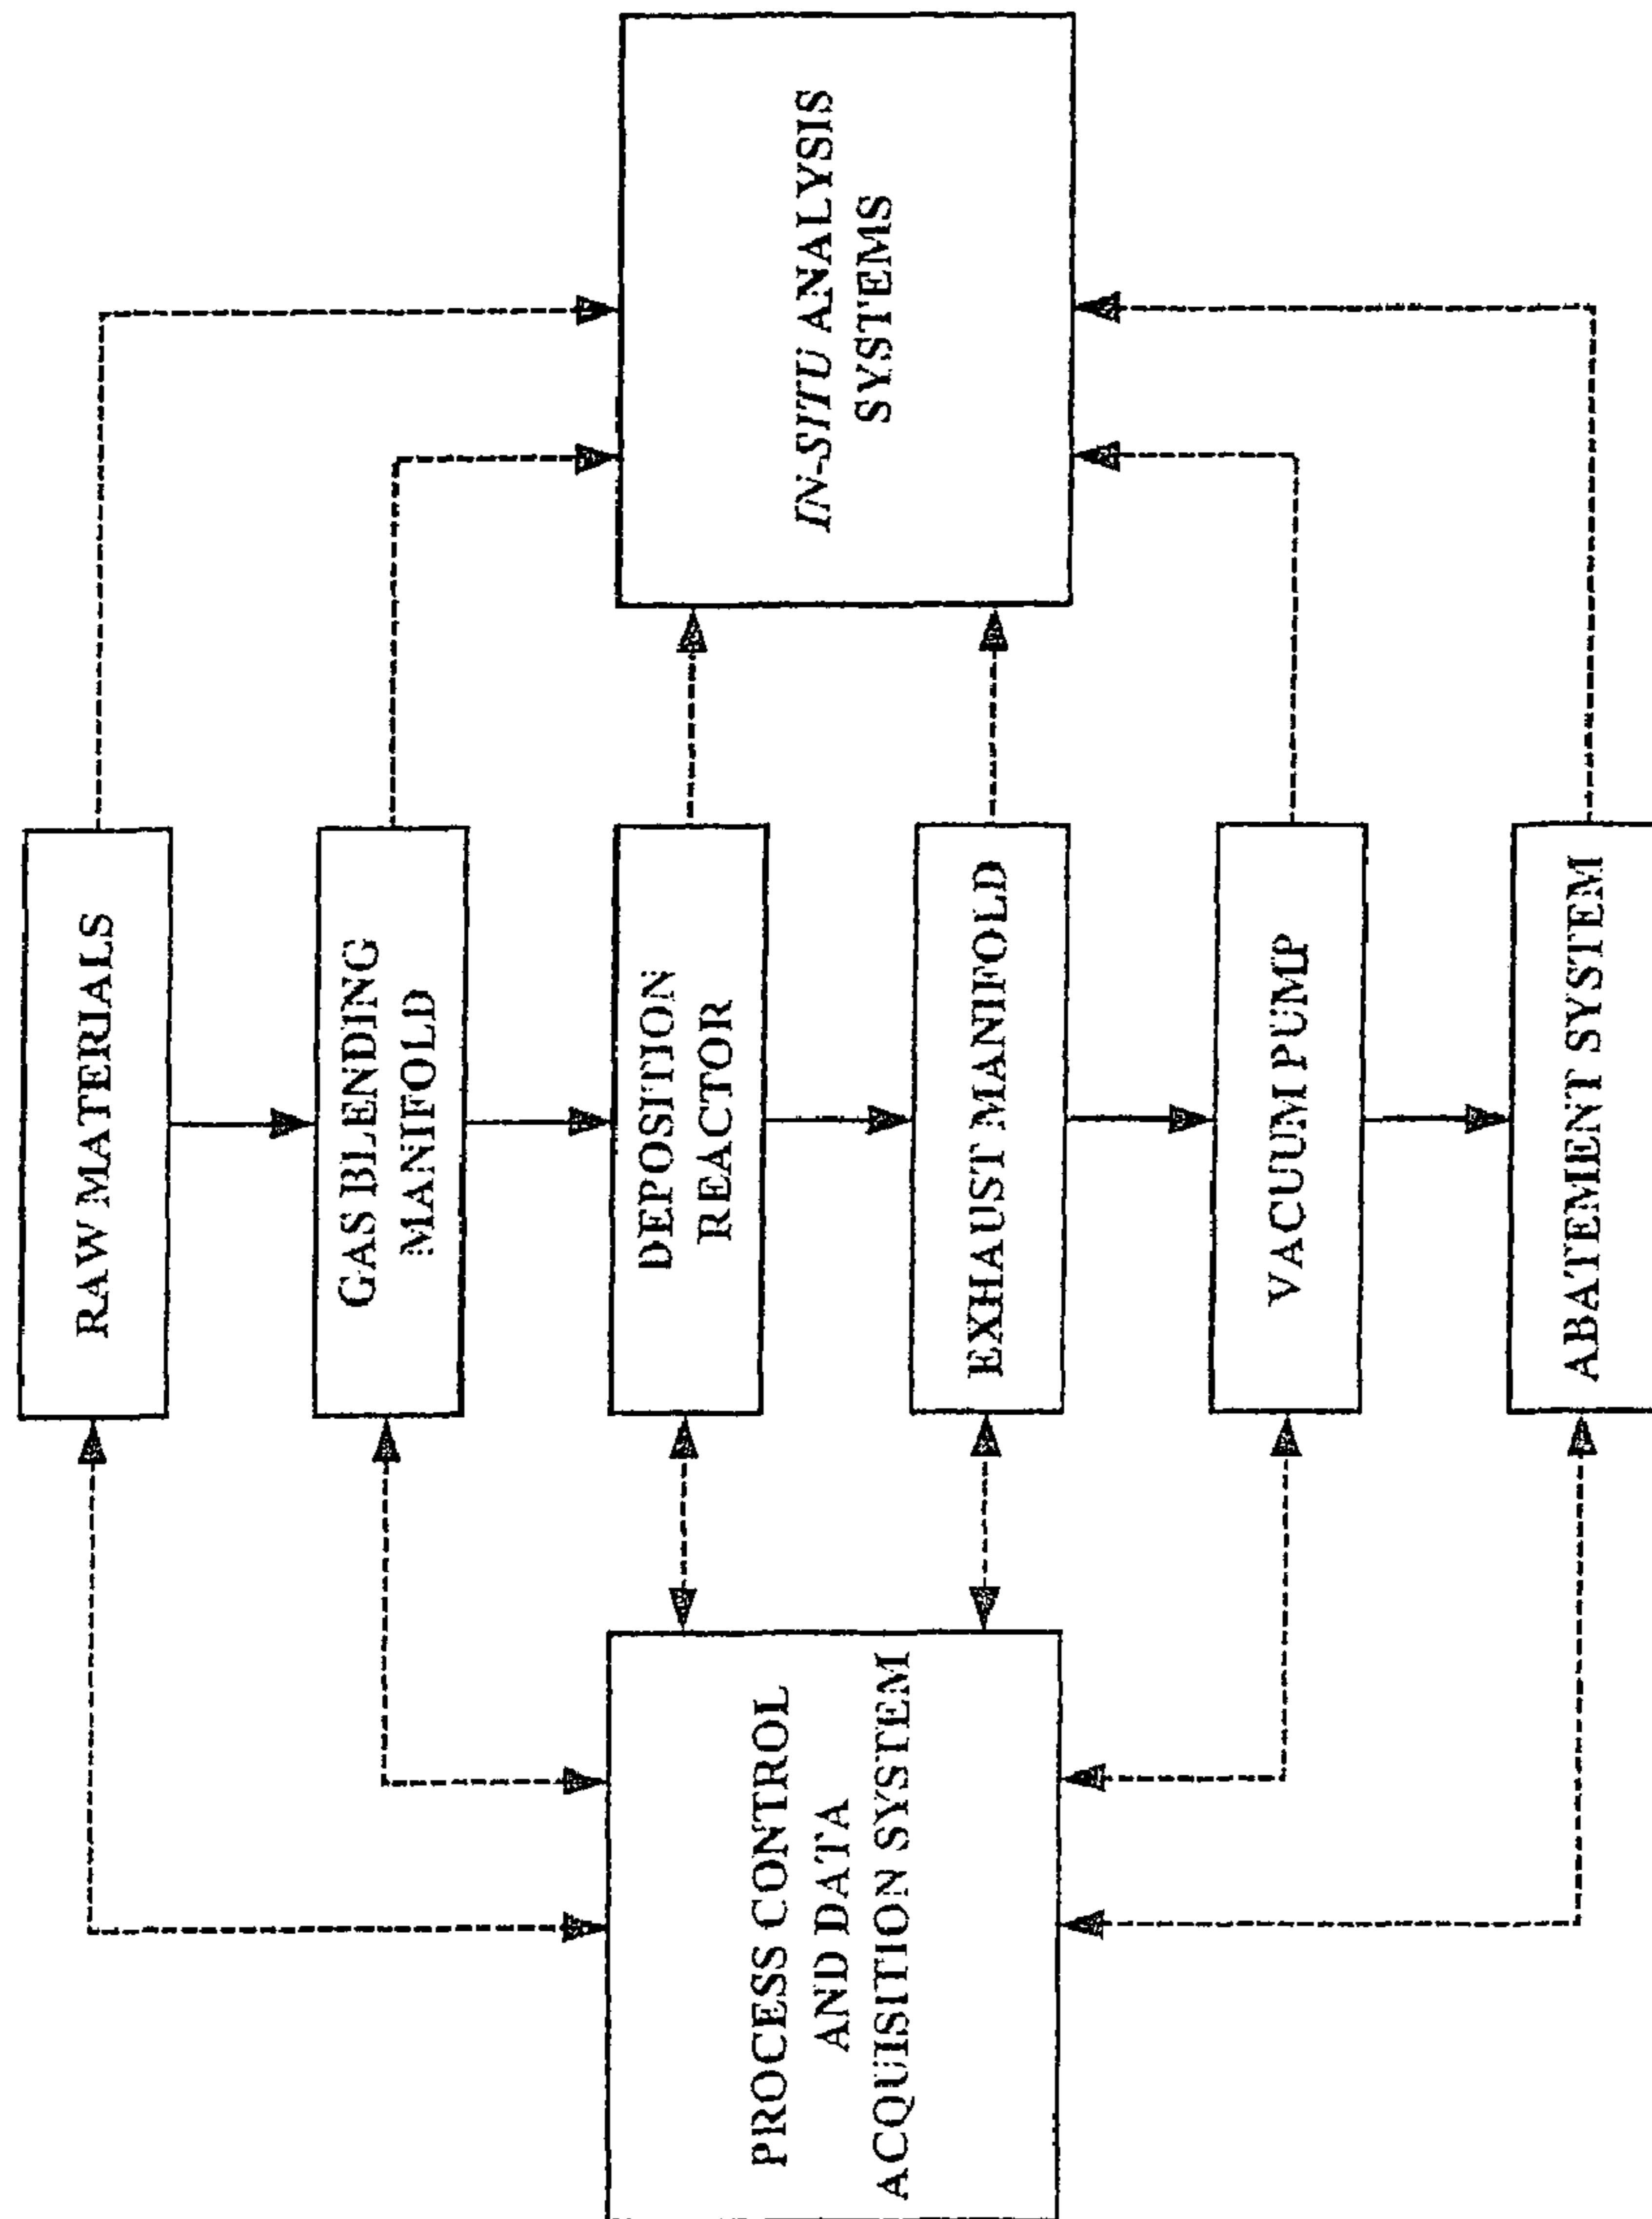 RAW MATERIALS
GAS BLENDING
MANIFOLD
DEPOSITION
REACTOR
EXHAUST MANIFOLD
VACUUM PUMP
ABATEMENT SYSTEM
IN-SITU ANALYSIS
SYSTEMS
PROCESS CONTROL
AND DATA
ACQUISITION SYSTEM